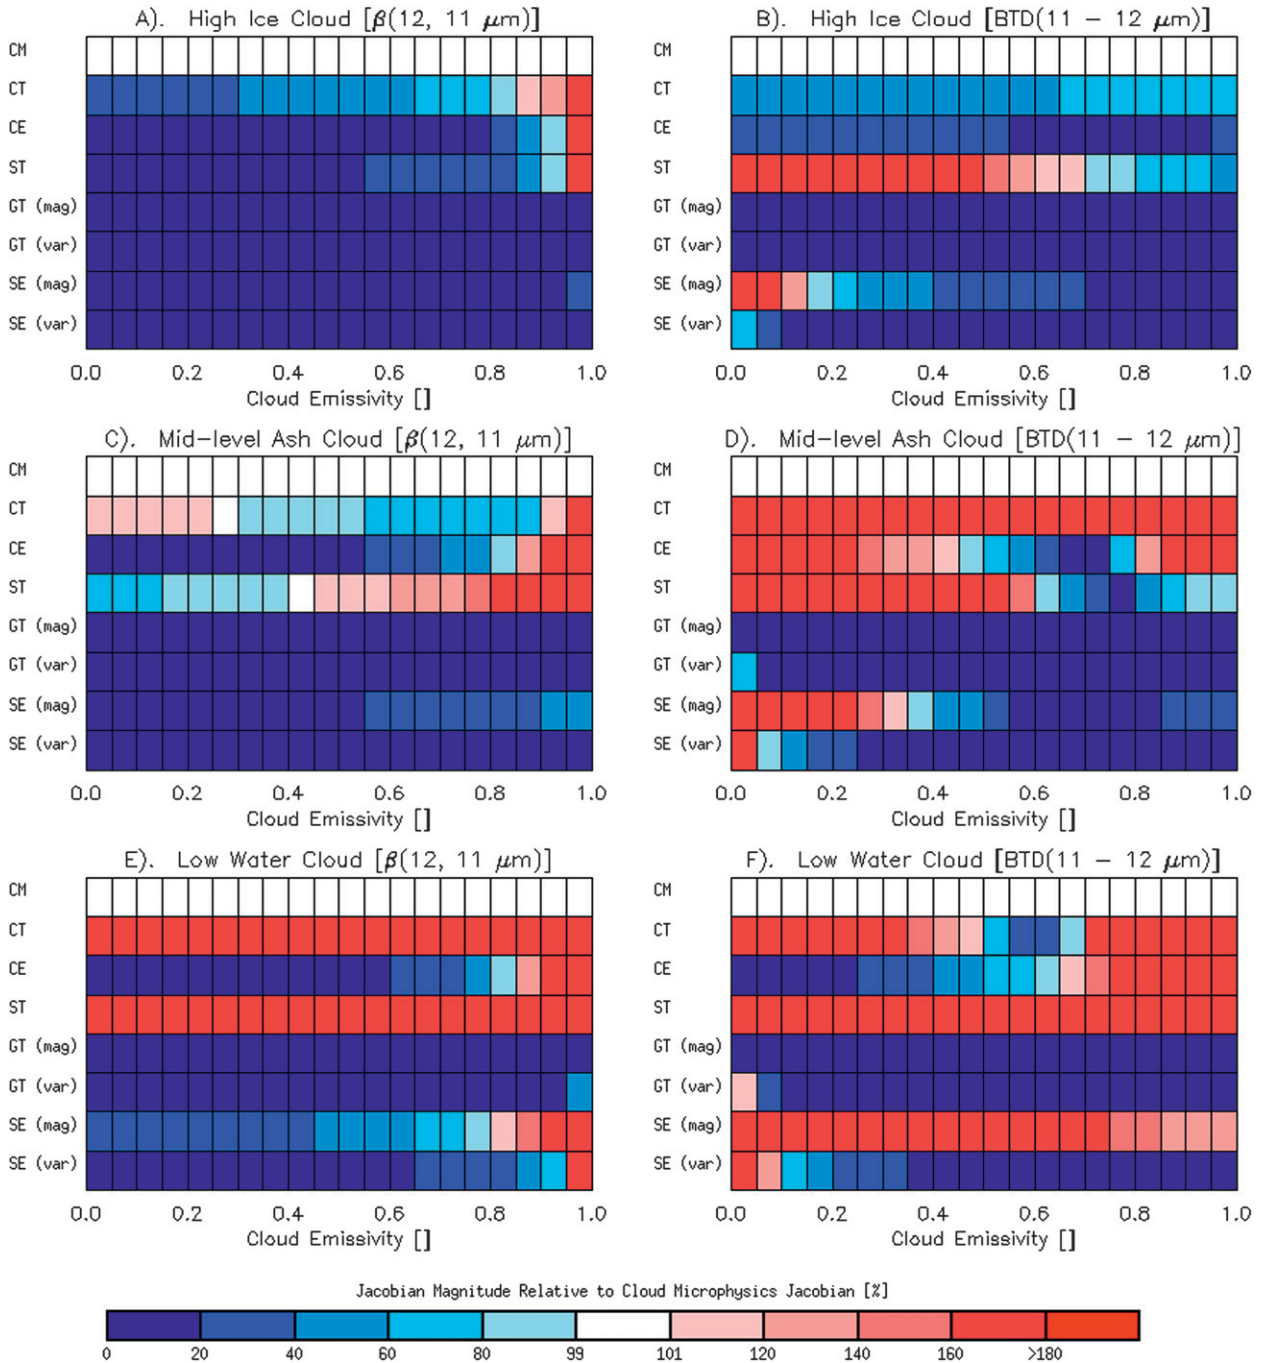 A). High Ice Cloud [β(12, 11 μm)]
CM
CT
CE
ST
GT (mag)
GT (var)
SE (mag)
SE (var)
0.0 0.2 0.4 0.6 0.8 1.0
Cloud Emissivity []
B). High Ice Cloud [BTD(11 − 12 μm)]
CM
CT
CE
ST
GT (mag)
GT (var)
SE (mag)
SE (var)
0.0 0.2 0.4 0.6 0.8 1.0
Cloud Emissivity []
C). Mid-level Ash Cloud [β(12, 11 μm)]
CM
CT
CE
ST
GT (mag)
GT (var)
SE (mag)
SE (var)
0.0 0.2 0.4 0.6 0.8 1.0
Cloud Emissivity []
D). Mid-level Ash Cloud [BTD(11 − 12 μm)]
CM
CT
CE
ST
GT (mag)
GT (var)
SE (mag)
SE (var)
0.0 0.2 0.4 0.6 0.8 1.0
Cloud Emissivity []
E). Low Water Cloud [β(12, 11 μm)]
CM
CT
CE
ST
GT (mag)
GT (var)
SE (mag)
SE (var)
0.0 0.2 0.4 0.6 0.8 1.0
Cloud Emissivity []
F). Low Water Cloud [BTD(11 − 12 μm)]
CM
CT
CE
ST
GT (mag)
GT (var)
SE (mag)
SE (var)
0.0 0.2 0.4 0.6 0.8 1.0
Cloud Emissivity []
Jacobian Magnitude Relative to Cloud Microphysics Jacobian [%]
0 20 40 60 80 99 101 120 140 160 >180